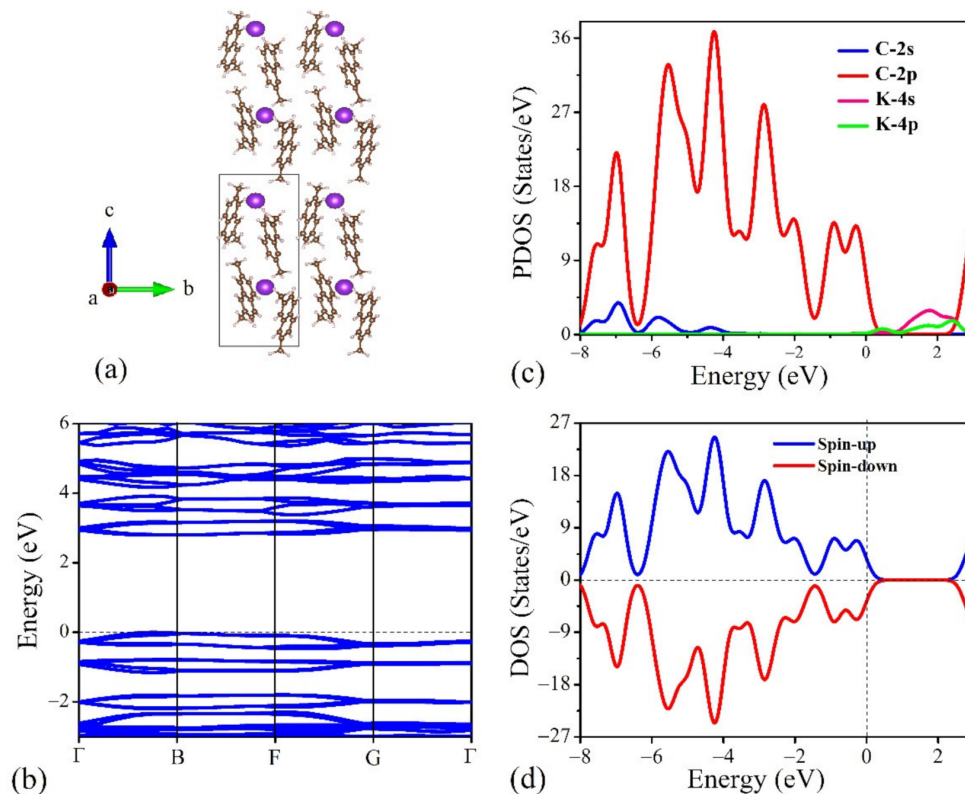 c
a a b
(a)
PDOS (States/eV)
36
27
18
9
0
C-2s
C-2p
K-4s
K-4p
−8 −6 −4 −2 0 2
Energy (eV)
(c)
Energy (eV)
6
4
2
0
−2
Γ B F G Γ
(b)
DOS (States/eV)
27
18
9
0
−9
−18
−27
Spin-up
Spin-down
−8 −6 −4 −2 0 2
Energy (eV)
(d)